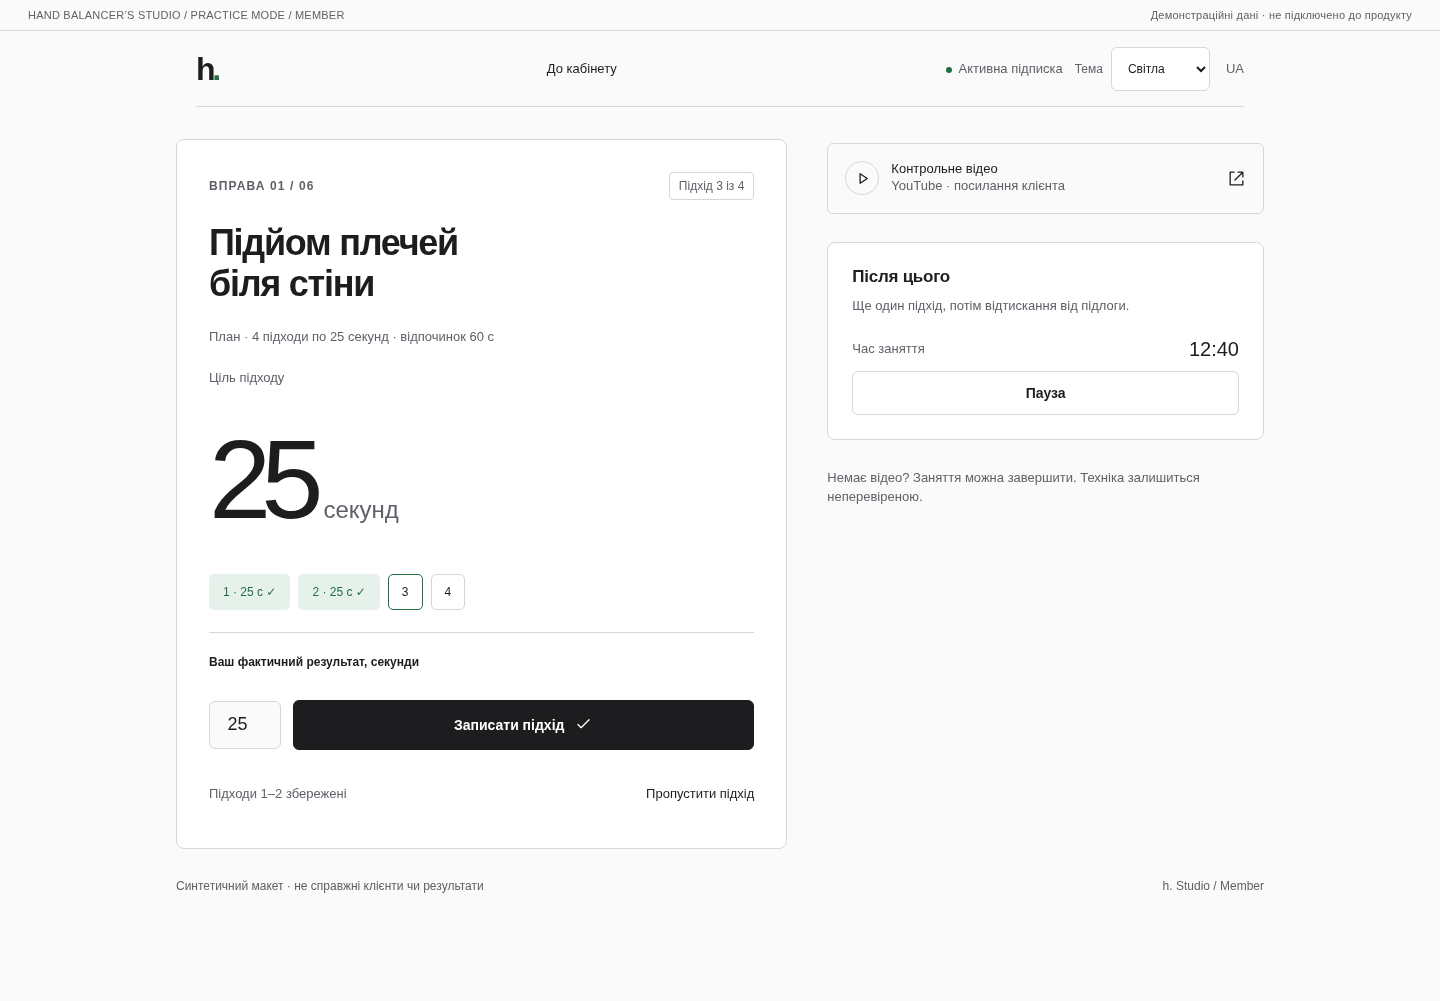 HAND BALANCER'S STUDIO / PRACTICE MODE / MEMBER
Демонстраційні дані · не підключено до продукту
h.
До кабінету
Активна підписка
Тема
Світла
UA
ВПРАВА 01 / 06
Підхід 3 із 4
Підйом плечей
біля стіни
План · 4 підходи по 25 секунд · відпочинок 60 с
Ціль підходу
25 секунд
1 · 25 с ✓
2 · 25 с ✓
3
4
Ваш фактичний результат, секунди
25
Записати підхід
Підходи 1–2 збережені
Пропустити підхід
Контрольне відео
YouTube · посилання клієнта
Після цього
Ще один підхід, потім відтискання від підлоги.
Час заняття
12:40
Пауза
Немає відео? Заняття можна завершити. Техніка залишиться
неперевіреною.
Синтетичний макет · не справжні клієнти чи результати
h. Studio / Member